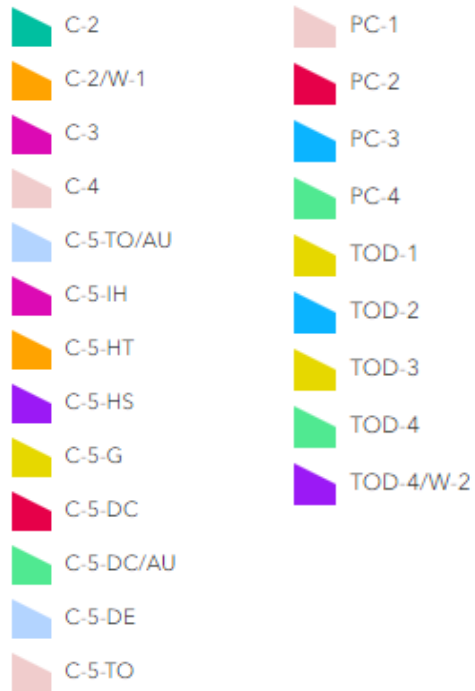 C-2
C-2/W-1
C-3
C-4
C-5-TO/AU
C-5-IH
C-5-HT
C-5-HS
C-5-G
C-5-DC
C-5-DC/AU
C-5-DE
C-5-TO
PC-1
PC-2
PC-3
PC-4
TOD-1
TOD-2
TOD-3
TOD-4
TOD-4/W-2